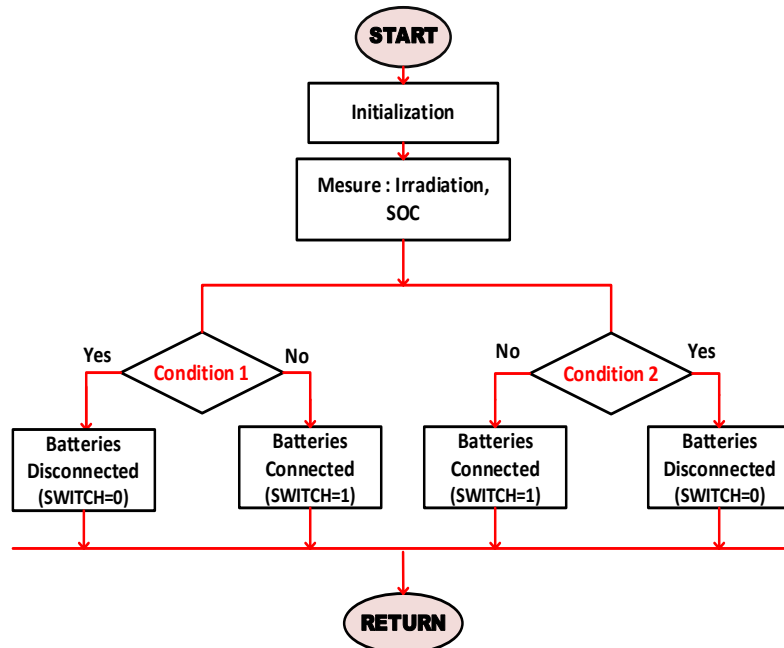 START
Initialization
Mesure : Irradiation,
SOC
Yes
Condition 1
No
No
Condition 2
Yes
Batteries
Disconnected
(SWITCH=0)
Batteries
Connected
(SWITCH=1)
Batteries
Connected
(SWITCH=1)
Batteries
Disconnected
(SWITCH=0)
RETURN